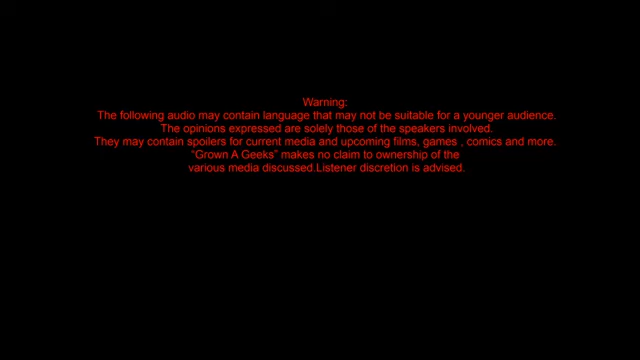 Warning:
The following audio may contain language that may not be suitable for a younger audience.
The opinions expressed are solely those of the speakers involved.
They may contain spoilers for current media and upcoming films, games , comics and more.
“Grown A Geeks” makes no claim to ownership of the
various media discussed.Listener discretion is advised.